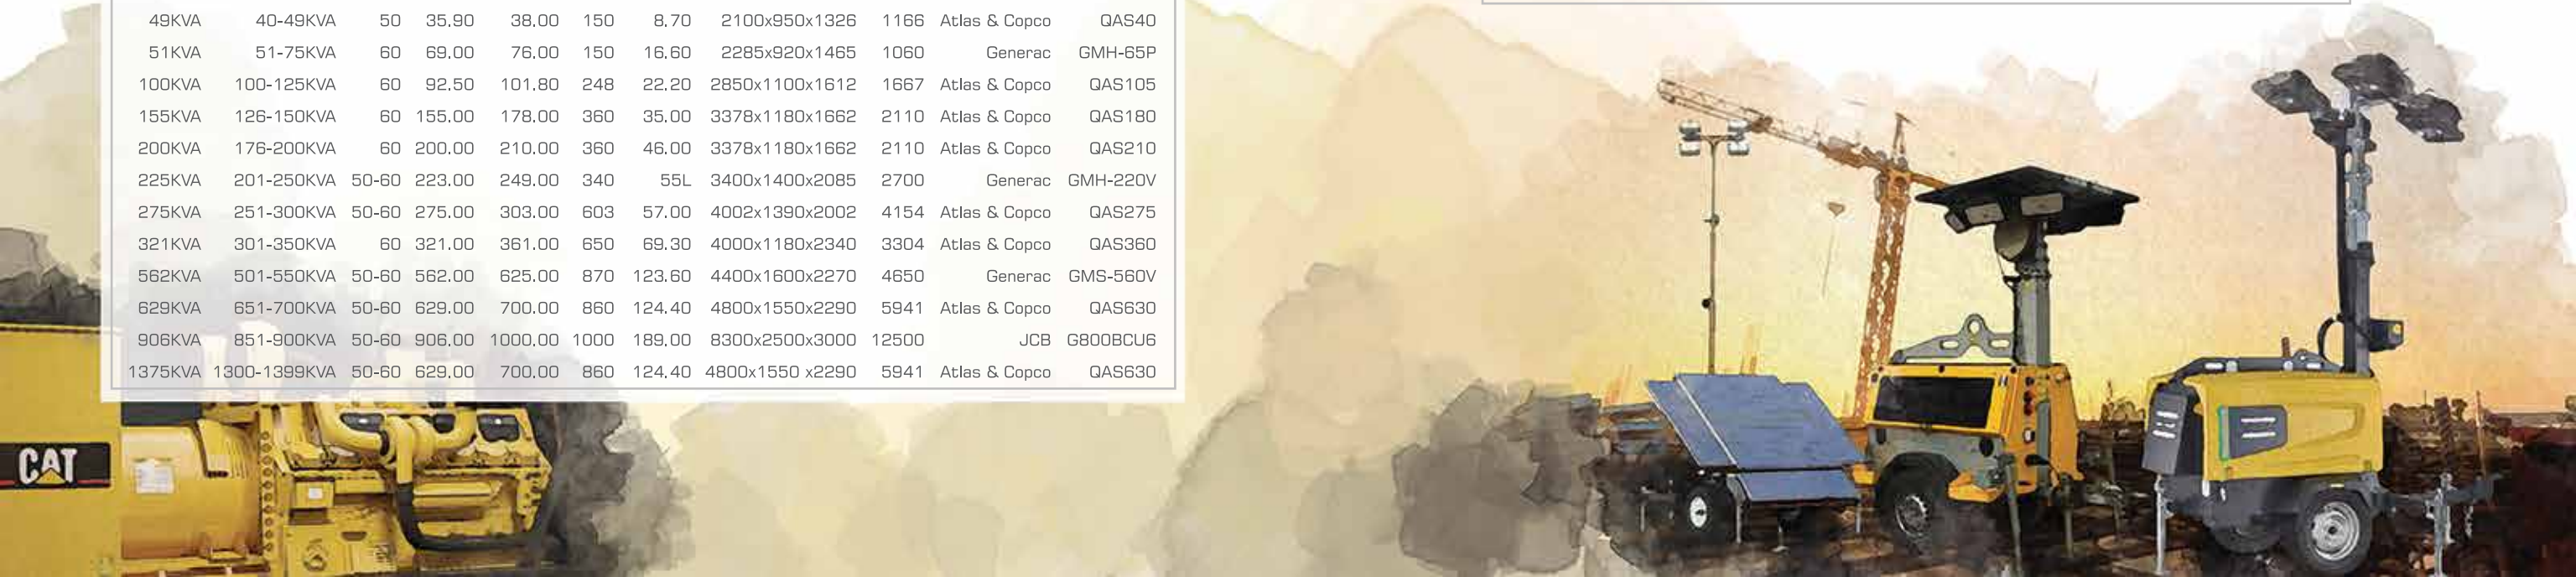 49KVA 40-49KVA 50 35.90 38.00 150 8.70 2100x950x1326 1166 Atlas & Copco QAS40
51KVA 51-75KVA 60 69.00 76.00 150 16.60 2285x920x1465 1060 Generac GMH-65P
100KVA 100-125KVA 60 92.50 101.80 248 22.20 2850x1100x1612 1667 Atlas & Copco QAS105
155KVA 126-150KVA 60 155.00 178.00 360 35.00 3378x1180x1662 2110 Atlas & Copco QAS180
200KVA 176-200KVA 60 200.00 210.00 360 46.00 3378x1180x1662 2110 Atlas & Copco QAS210
225KVA 201-250KVA 50-60 223.00 249.00 340 55L 3400x1400x2085 2700 Generac GMH-220V
275KVA 251-300KVA 50-60 275.00 303.00 603 57.00 4002x1390x2002 4154 Atlas & Copco QAS275
321KVA 301-350KVA 60 321.00 361.00 650 69.30 4000x1180x2340 3304 Atlas & Copco QAS360
562KVA 501-550KVA 50-60 562.00 625.00 870 123.60 4400x1600x2270 4650 Generac GMS-560V
629KVA 651-700KVA 50-60 629.00 700.00 860 124.40 4800x1550x2290 5941 Atlas & Copco QAS630
906KVA 851-900KVA 50-60 906.00 1000.00 1000 189.00 8300x2500x3000 12500 JCB G800BCU6
1375KVA 1300-1399KVA 50-60 629.00 700.00 860 124.40 4800x1550 x2290 5941 Atlas & Copco QAS630
CAT